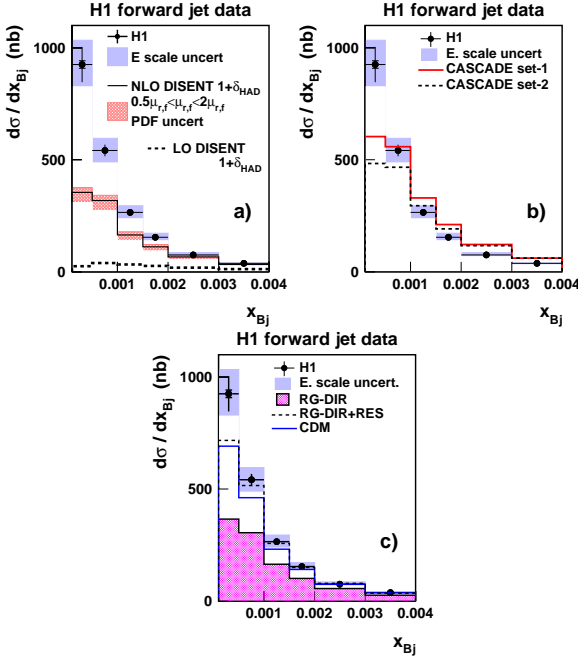 H1 forward jet data
dσ / dx_Bj (nb)
1000
500
0
H1
E scale uncert
NLO DISENT 1+δ_HAD
0.5μ_r,f<μ_r,f<2μ_r,f
PDF uncert
LO DISENT
1+δ_HAD
a)
0.001 0.002 0.003 0.004
x_Bj
H1 forward jet data
dσ / dx_Bj (nb)
1000
500
0
H1
E. scale uncert
CASCADE set-1
CASCADE set-2
b)
0.001 0.002 0.003 0.004
x_Bj
H1 forward jet data
dσ / dx_Bj (nb)
1000
500
0
H1
E. scale uncert.
RG-DIR
RG-DIR+RES
CDM
c)
0.001 0.002 0.003 0.004
x_Bj